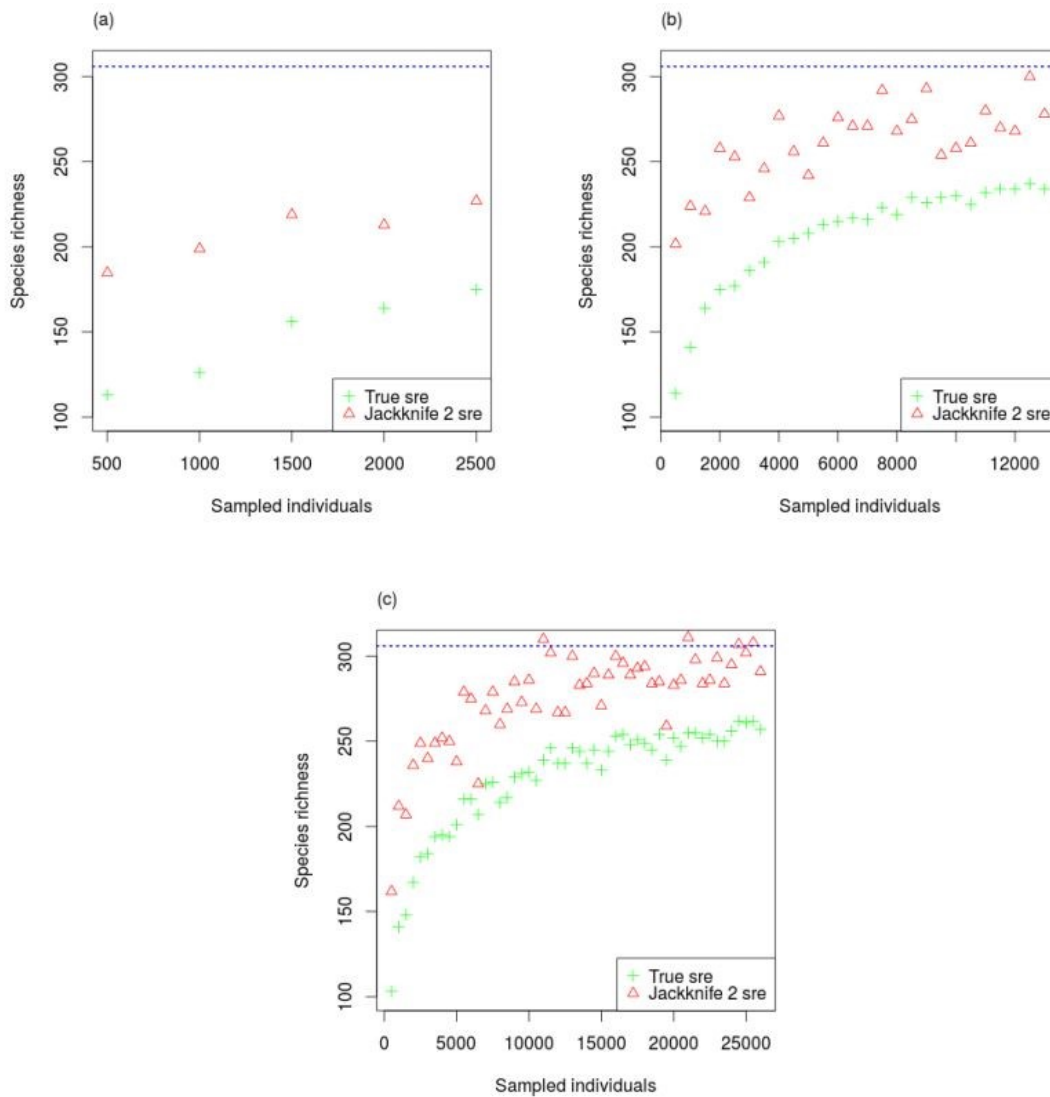 (a)
Species richness
300
250
200
150
100
True sre
Jackknife 2 sre
500 1000 1500 2000 2500
Sampled individuals
(b)
Species richness
300
250
200
150
100
True sre
Jackknife 2 sre
0 2000 4000 6000 8000 12000
Sampled individuals
(c)
Species richness
300
250
200
150
100
True sre
Jackknife 2 sre
0 5000 10000 15000 20000 25000
Sampled individuals